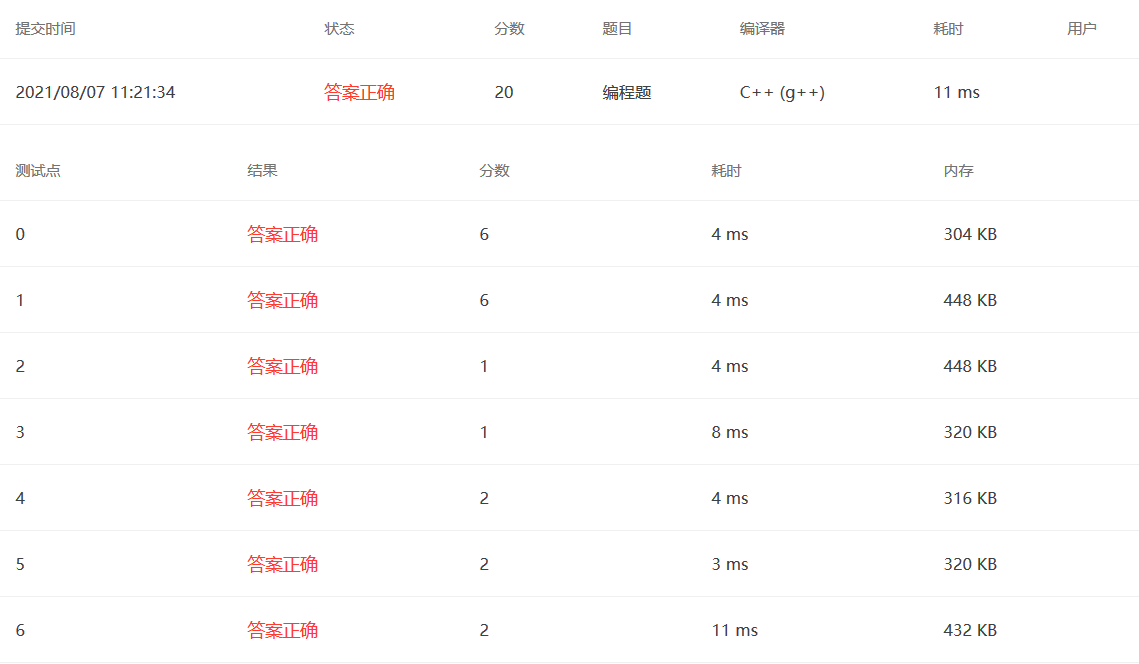 提交时间 状态 分数 题目 编译器 耗时 用户
2021/08/07 11:21:34 答案正确 20 编程题 C++ (g++) 11 ms
测试点 结果 分数 耗时 内存
0 答案正确 6 4 ms 304 KB
1 答案正确 6 4 ms 448 KB
2 答案正确 1 4 ms 448 KB
3 答案正确 1 8 ms 320 KB
4 答案正确 2 4 ms 316 KB
5 答案正确 2 3 ms 320 KB
6 答案正确 2 11 ms 432 KB